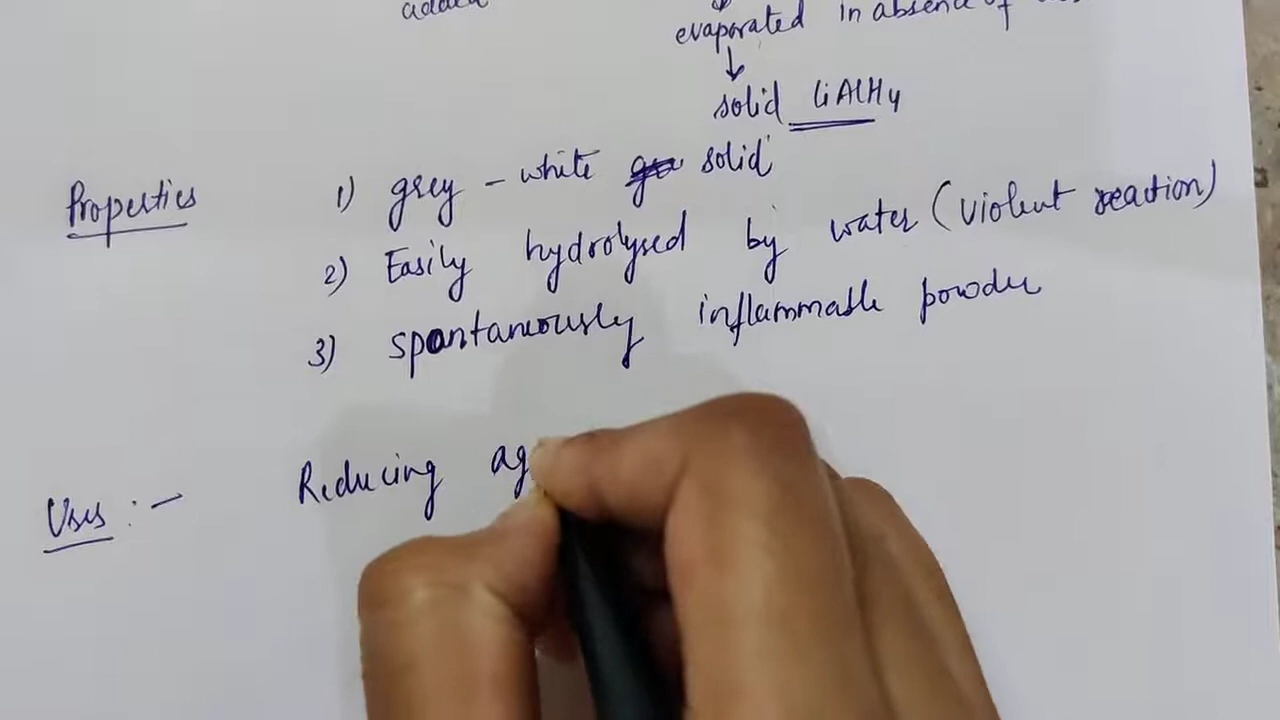 added
evaporated in absence of
↓
solid LiAlH4
Properties 1) grey - white solid
2) Easily hydrolysed by water (violent reaction)
3) spontaneously inflammable powder
Uses :- Reducing ag